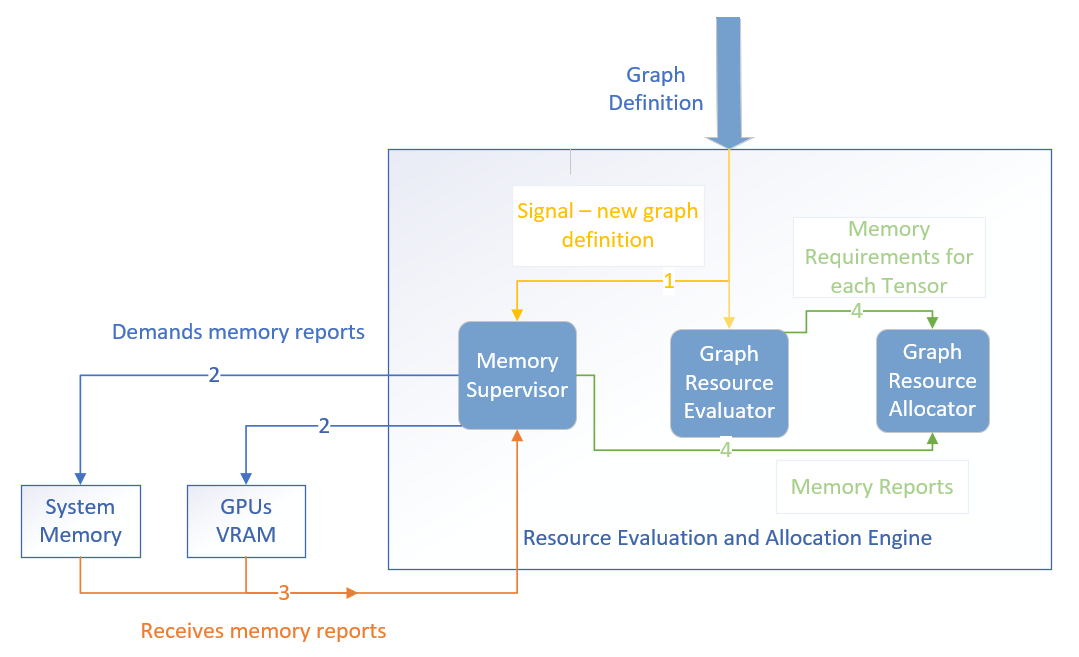 Graph
Definition
Signal – new graph
definition
Memory
Requirements for
each Tensor
1
4
Demands memory reports
2
Memory
Supervisor
Graph
Resource
Evaluator
Graph
Resource
Allocator
2
4
Memory Reports
System
Memory
GPUs
VRAM
Resource Evaluation and Allocation Engine
3
Receives memory reports